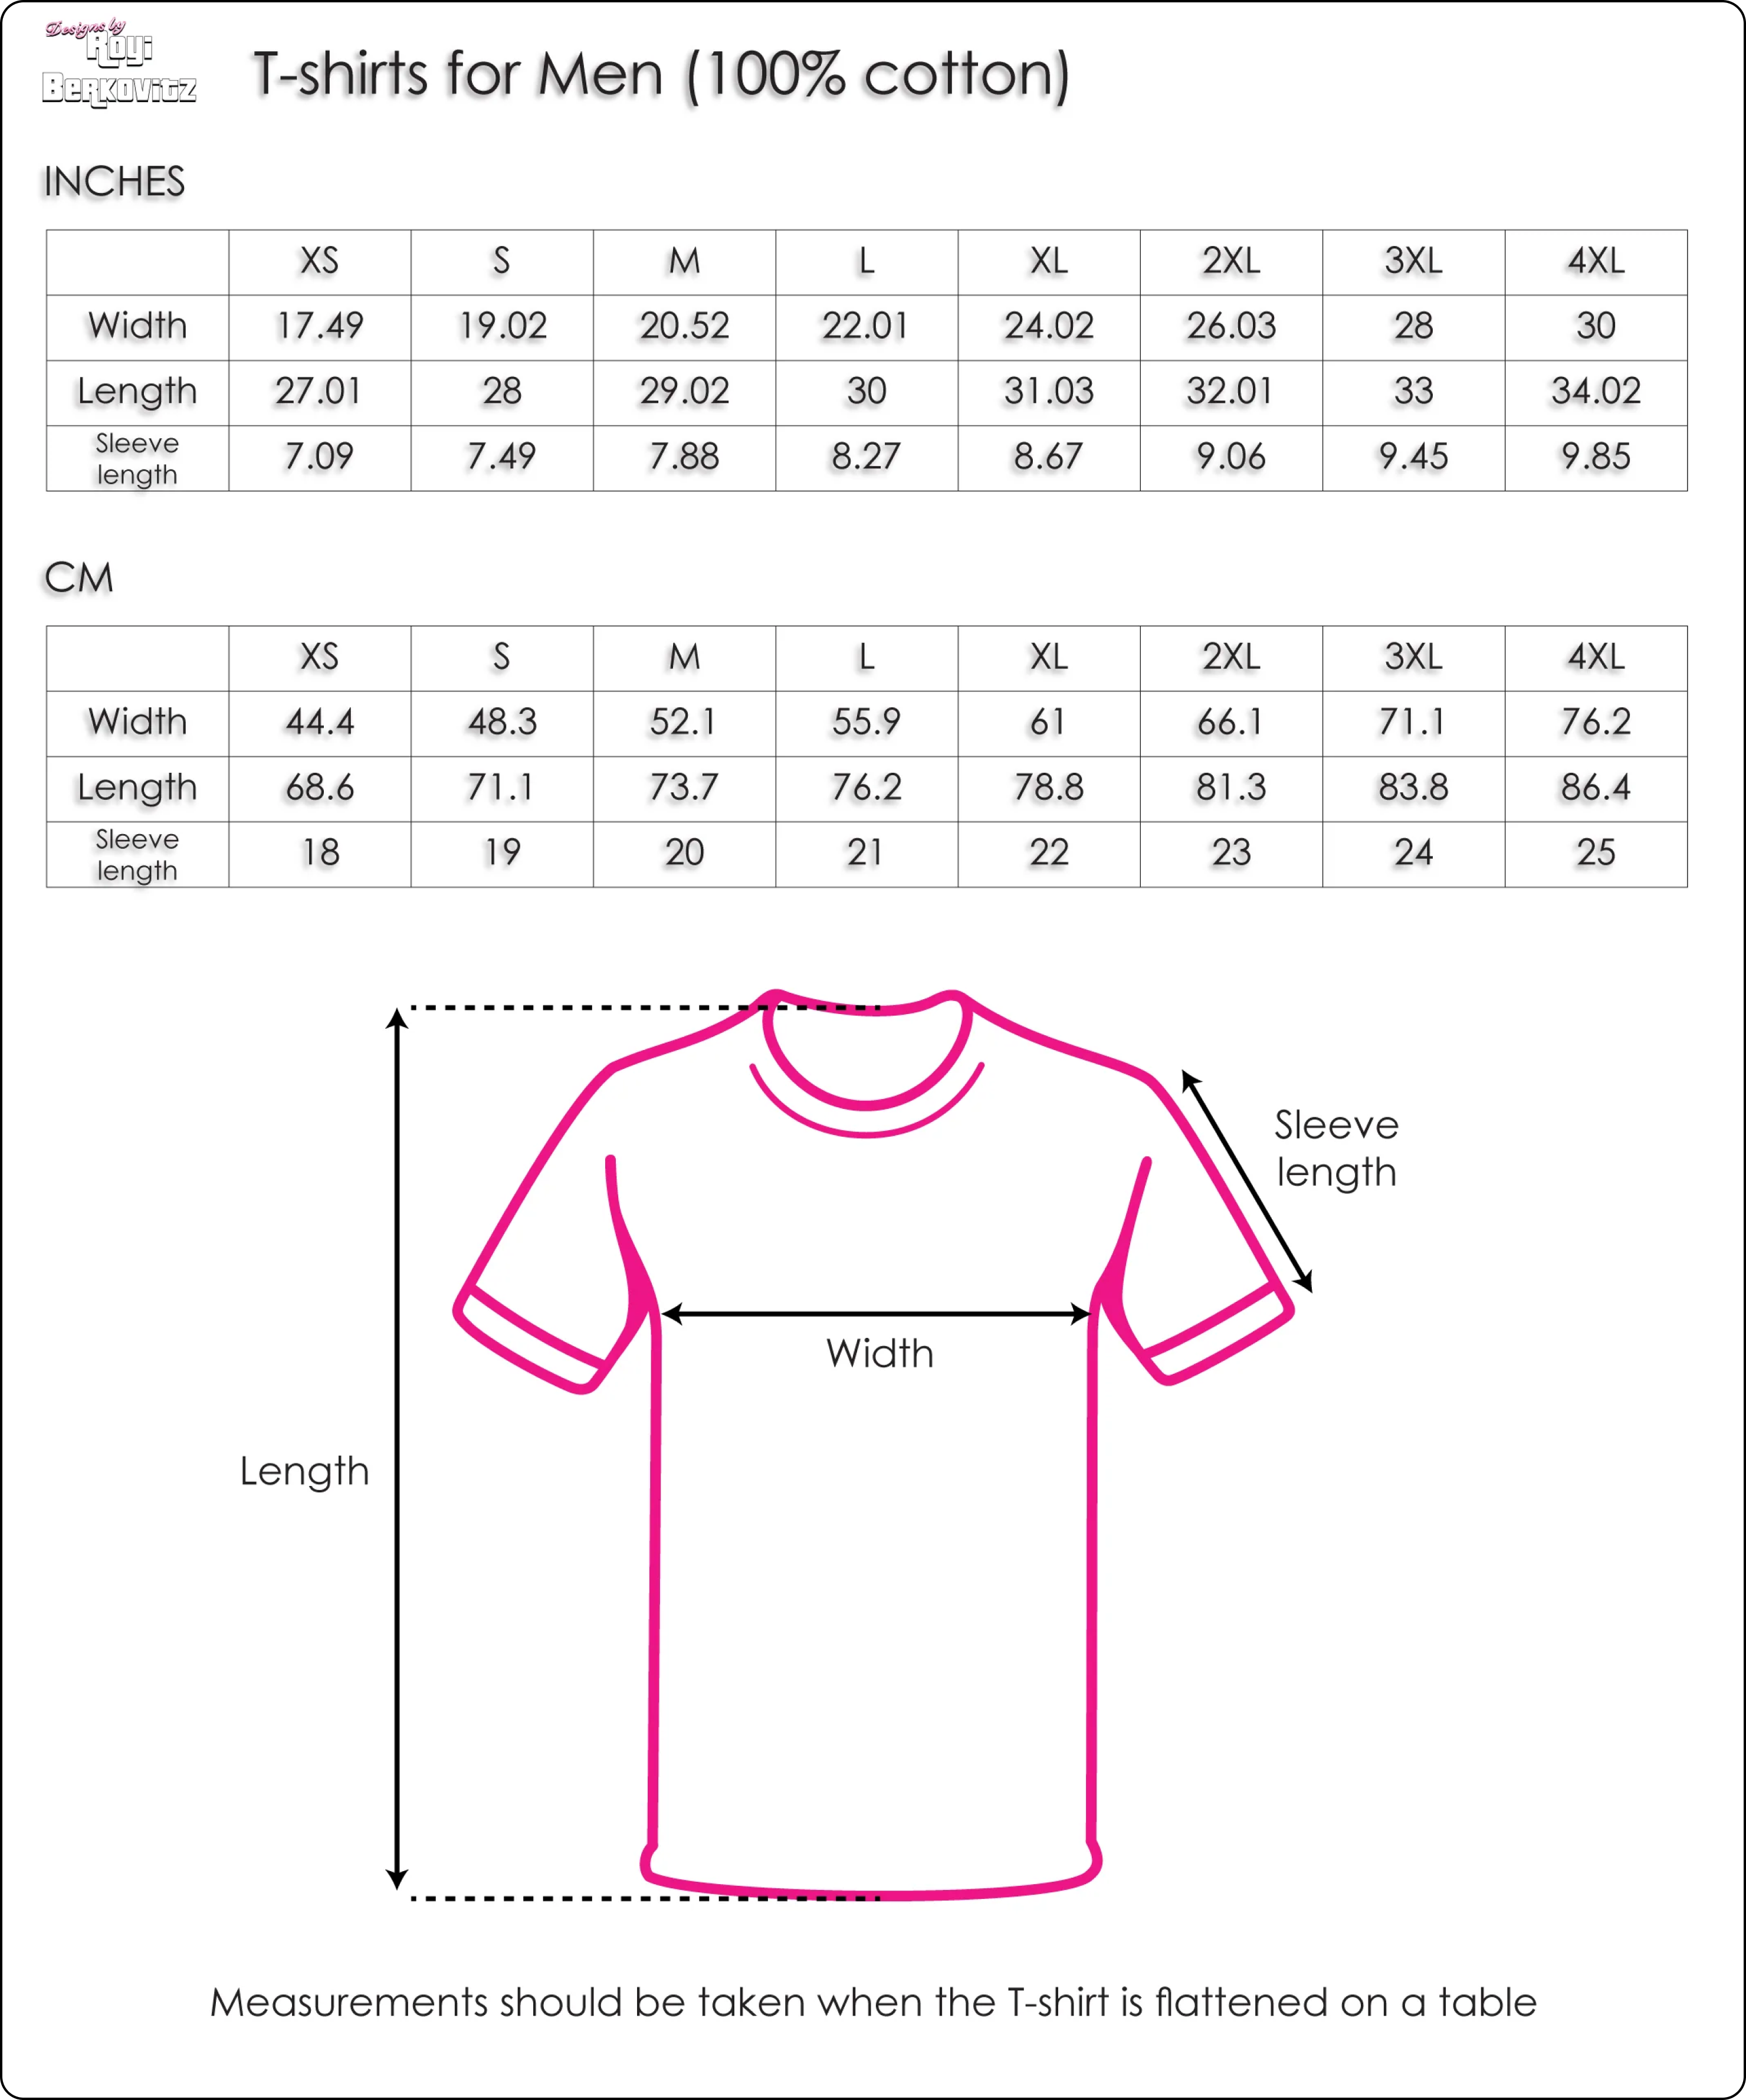 Designs by
Royi
Berkovitz
T-shirts for Men (100% cotton)
INCHES
XS S M L XL 2XL 3XL 4XL
Width 17.49 19.02 20.52 22.01 24.02 26.03 28 30
Length 27.01 28 29.02 30 31.03 32.01 33 34.02
Sleeve
length 7.09 7.49 7.88 8.27 8.67 9.06 9.45 9.85
CM
XS S M L XL 2XL 3XL 4XL
Width 44.4 48.3 52.1 55.9 61 66.1 71.1 76.2
Length 68.6 71.1 73.7 76.2 78.8 81.3 83.8 86.4
Sleeve
length 18 19 20 21 22 23 24 25
Sleeve
length
Width
Length
Measurements should be taken when the T-shirt is flattened on a table